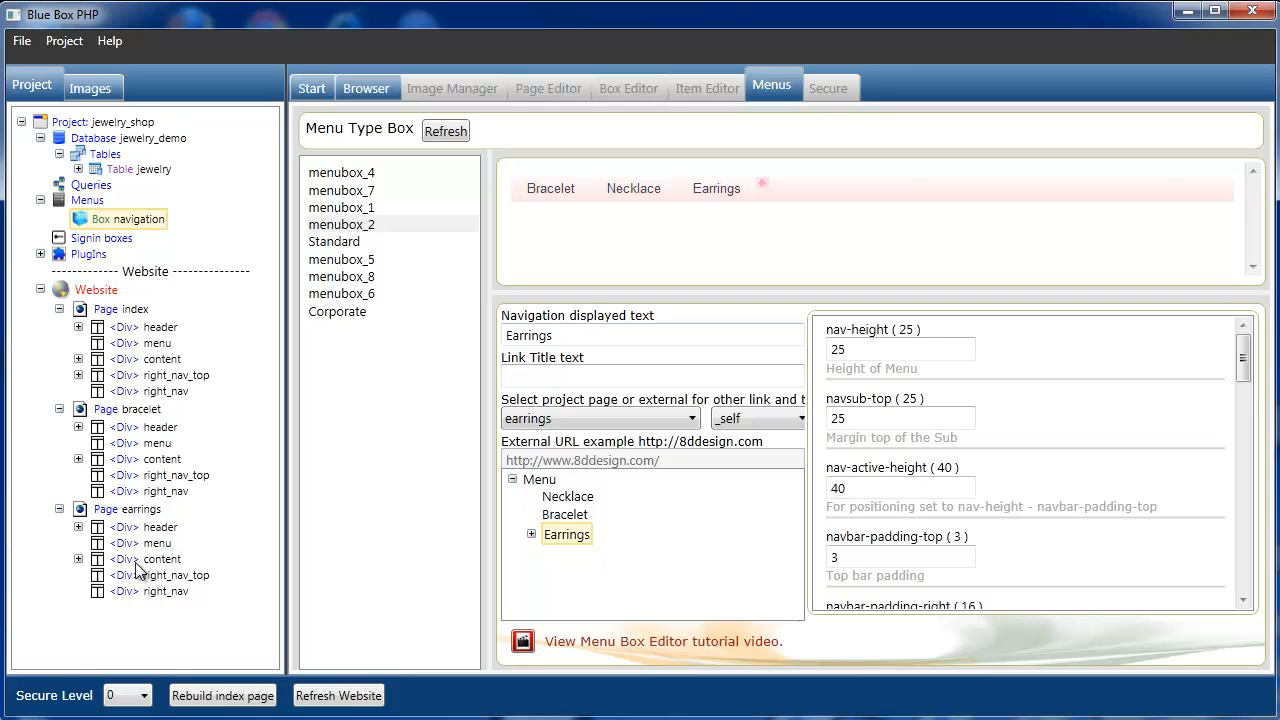 Blue Box PHP
File Project Help
Project Images
Start Browser Image Manager Page Editor Box Editor Item Editor Menus Secure
Project: jewelry_shop
Database jewelry_demo
Tables
Table jewelry
Queries
Menus
Box navigation
Signin boxes
PlugIns
------------- Website ---------------
Website
Page index
<Div> header
<Div> menu
<Div> content
<Div> right_nav_top
<Div> right_nav
Page bracelet
<Div> header
<Div> menu
<Div> content
<Div> right_nav_top
<Div> right_nav
Page earrings
<Div> header
<Div> menu
<Div> content
<Div> right_nav_top
<Div> right_nav
Menu Type Box Refresh
menubox_4
menubox_7
menubox_1
menubox_2
Standard
menubox_5
menubox_8
menubox_6
Corporate
Bracelet Necklace Earrings
Navigation displayed text
Earrings
Link Title text
Select project page or external for other link and t
earrings _self
External URL example http://8ddesign.com
http://www.8ddesign.com/
Menu
Necklace
Bracelet
Earrings
nav-height ( 25 )
25
Height of Menu
navsub-top ( 25 )
25
Margin top of the Sub
nav-active-height ( 40 )
40
For positioning set to nav-height - navbar-padding-top
navbar-padding-top ( 3 )
3
Top bar padding
navbar-padding-right ( 16 )
View Menu Box Editor tutorial video.
Secure Level 0 Rebuild index page Refresh Website